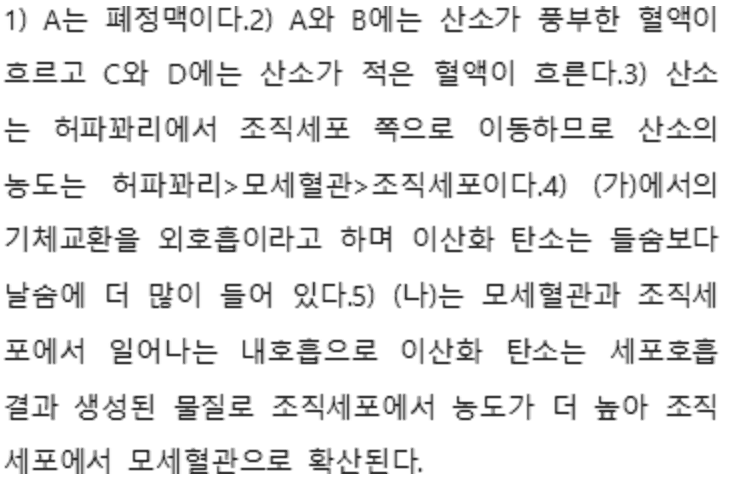 1) A는 폐정맥이다.2) A와 B에는 산소가 풍부한 혈액이
흐르고 C와 D에는 산소가 적은 혈액이 흐른다.3) 산소
는 허파꽈리에서 조직세포 쪽으로 이동하므로 산소의
농도는 허파꽈리>모세혈관>조직세포이다.4) (가)에서의
기체교환을 외호흡이라고 하며 이산화 탄소는 들숨보다
날숨에 더 많이 들어 있다.5) (나)는 모세혈관과 조직세
포에서 일어나는 내호흡으로 이산화 탄소는 세포호흡
결과 생성된 물질로 조직세포에서 농도가 더 높아 조직
세포에서 모세혈관으로 확산된다.